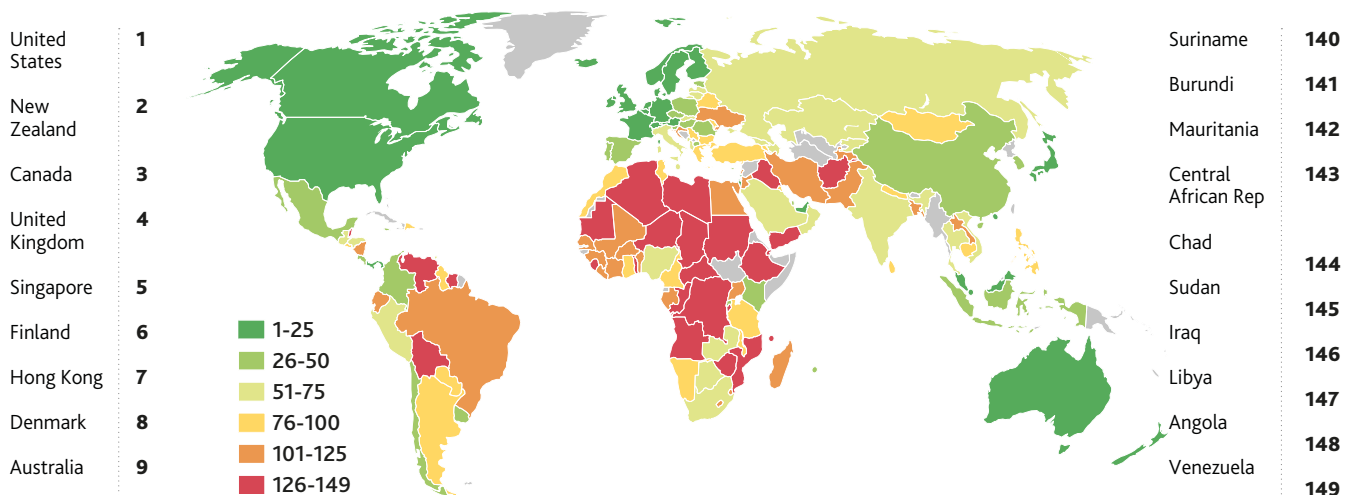 United
States
1
New
Zealand
2
Canada
3
United
Kingdom
4
Singapore
5
Finland
6
Hong Kong
7
Denmark
8
Australia
9
1-25
26-50
51-75
76-100
101-125
126-149
Suriname
140
Burundi
141
Mauritania
142
Central
African Rep
143
Chad
144
Sudan
145
Iraq
146
Libya
147
Angola
148
Venezuela
149